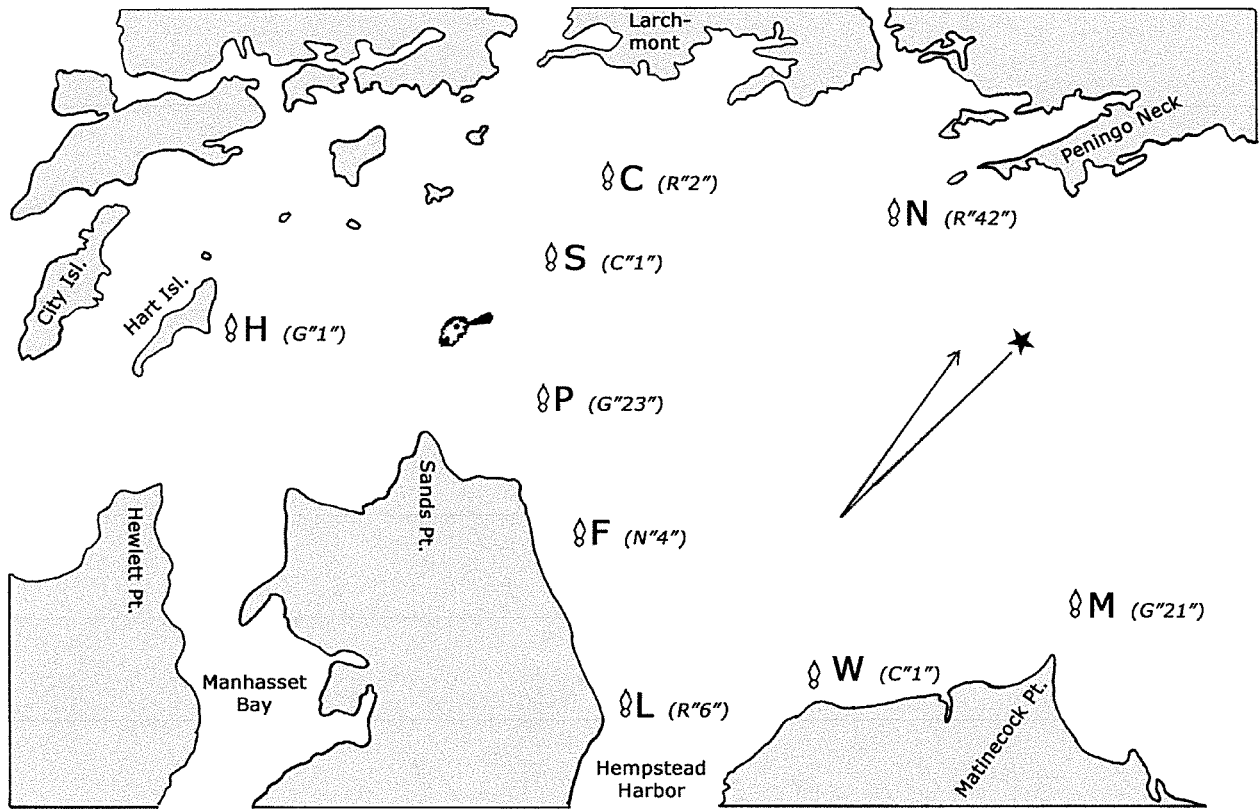 Larch-
mont
Peningo Neck
C (R"2")
N (R"42")
S (C"1")
City Isl.
Hart Isl.
H (G"1")
P (G"23")
Sands Pt.
Hewlett Pt.
F (N"4")
M (G"21")
W (C"1")
Manhasset
Bay
L (R"6")
Matinecock Pt.
Hempstead
Harbor